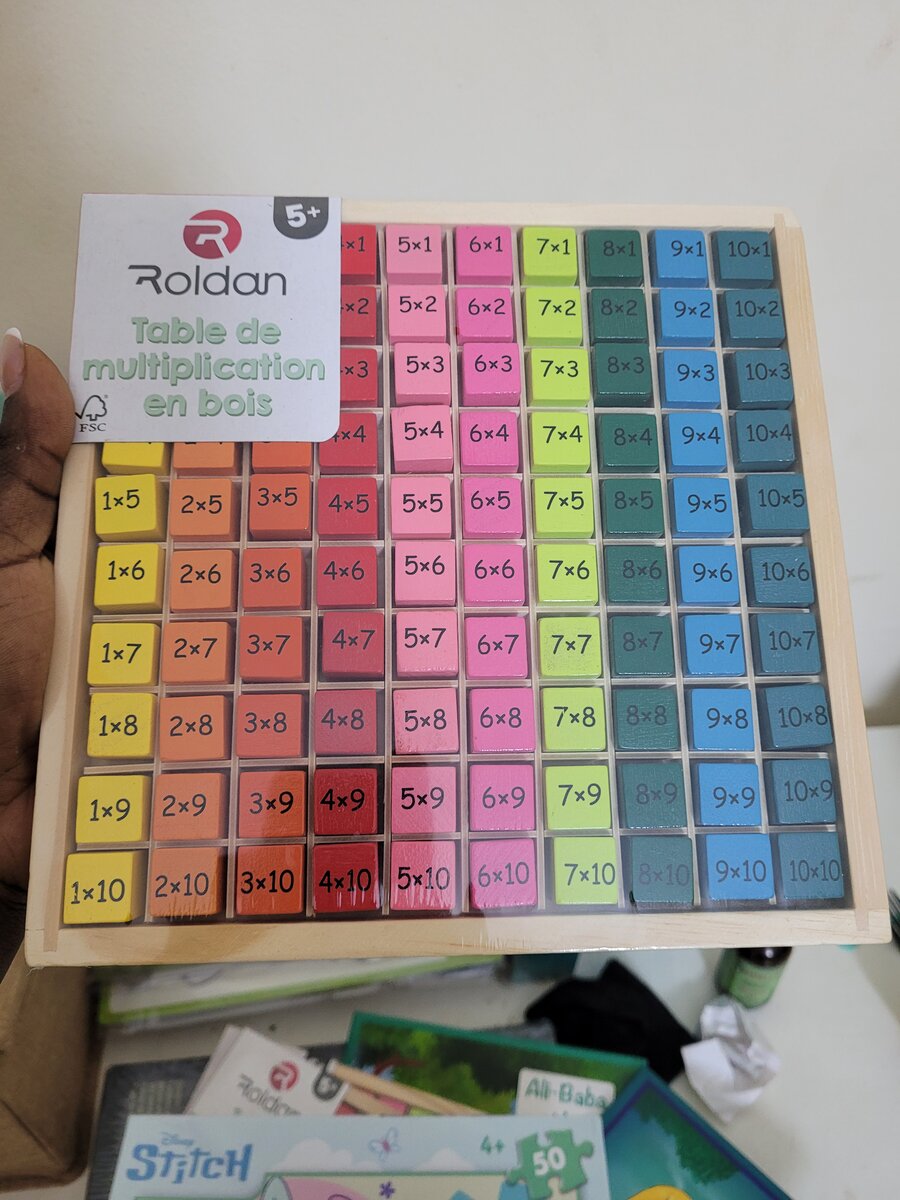 5+
R
Roldan
Table de
multiplication
en bois
FSC
5×1 6×1 7×1 8×1 9×1 10×1
5×2 6×2 7×2 8×2 9×2 10×2
5×3 6×3 7×3 8×3 9×3 10×3
5×4 6×4 7×4 8×4 9×4 10×4
1×5 2×5 3×5 4×5 5×5 6×5 7×5 8×5 9×5 10×5
1×6 2×6 3×6 4×6 5×6 6×6 7×6 8×6 9×6 10×6
1×7 2×7 3×7 4×7 5×7 6×7 7×7 8×7 9×7 10×7
1×8 2×8 3×8 4×8 5×8 6×8 7×8 8×8 9×8 10×8
1×9 2×9 3×9 4×9 5×9 6×9 7×9 8×9 9×9 10×9
1×10 2×10 3×10 4×10 5×10 6×10 7×10 8×10 9×10 10×10
Roldan
Ali-Baba
Disney
STITCH
4+
50